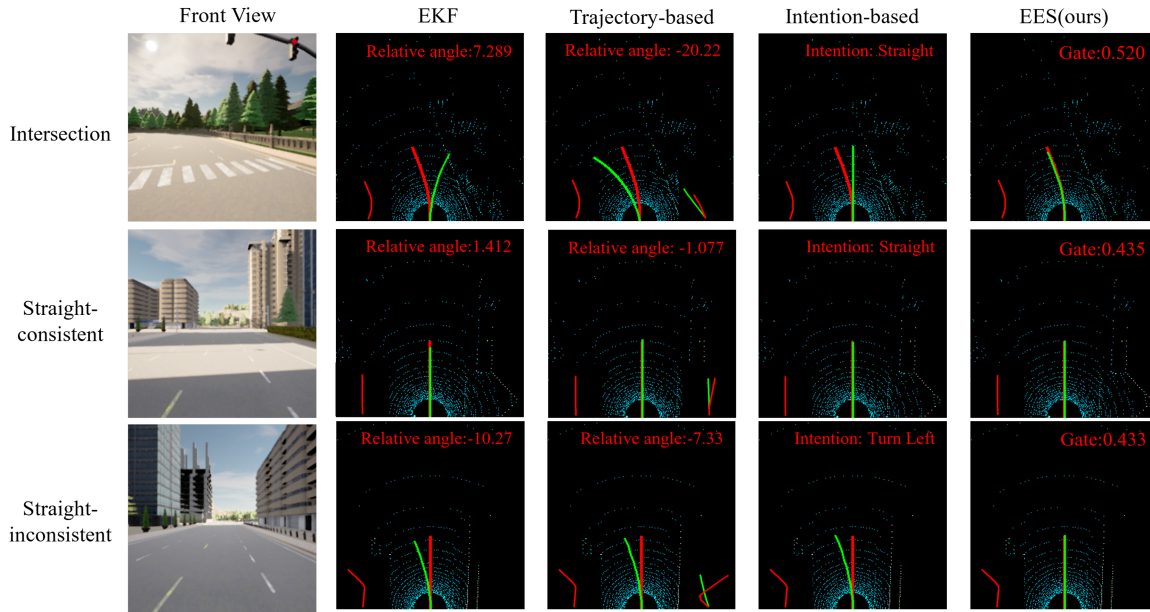 Front View
EKF
Trajectory-based
Intention-based
EES(ours)
Intersection
Relative angle:7.289
Relative angle: -20.22
Intention: Straight
Gate:0.520
Straight-
consistent
Relative angle:1.412
Relative angle: -1.077
Intention: Straight
Gate:0.435
Straight-
inconsistent
Relative angle:-10.27
Relative angle:-7.33
Intention: Turn Left
Gate:0.433